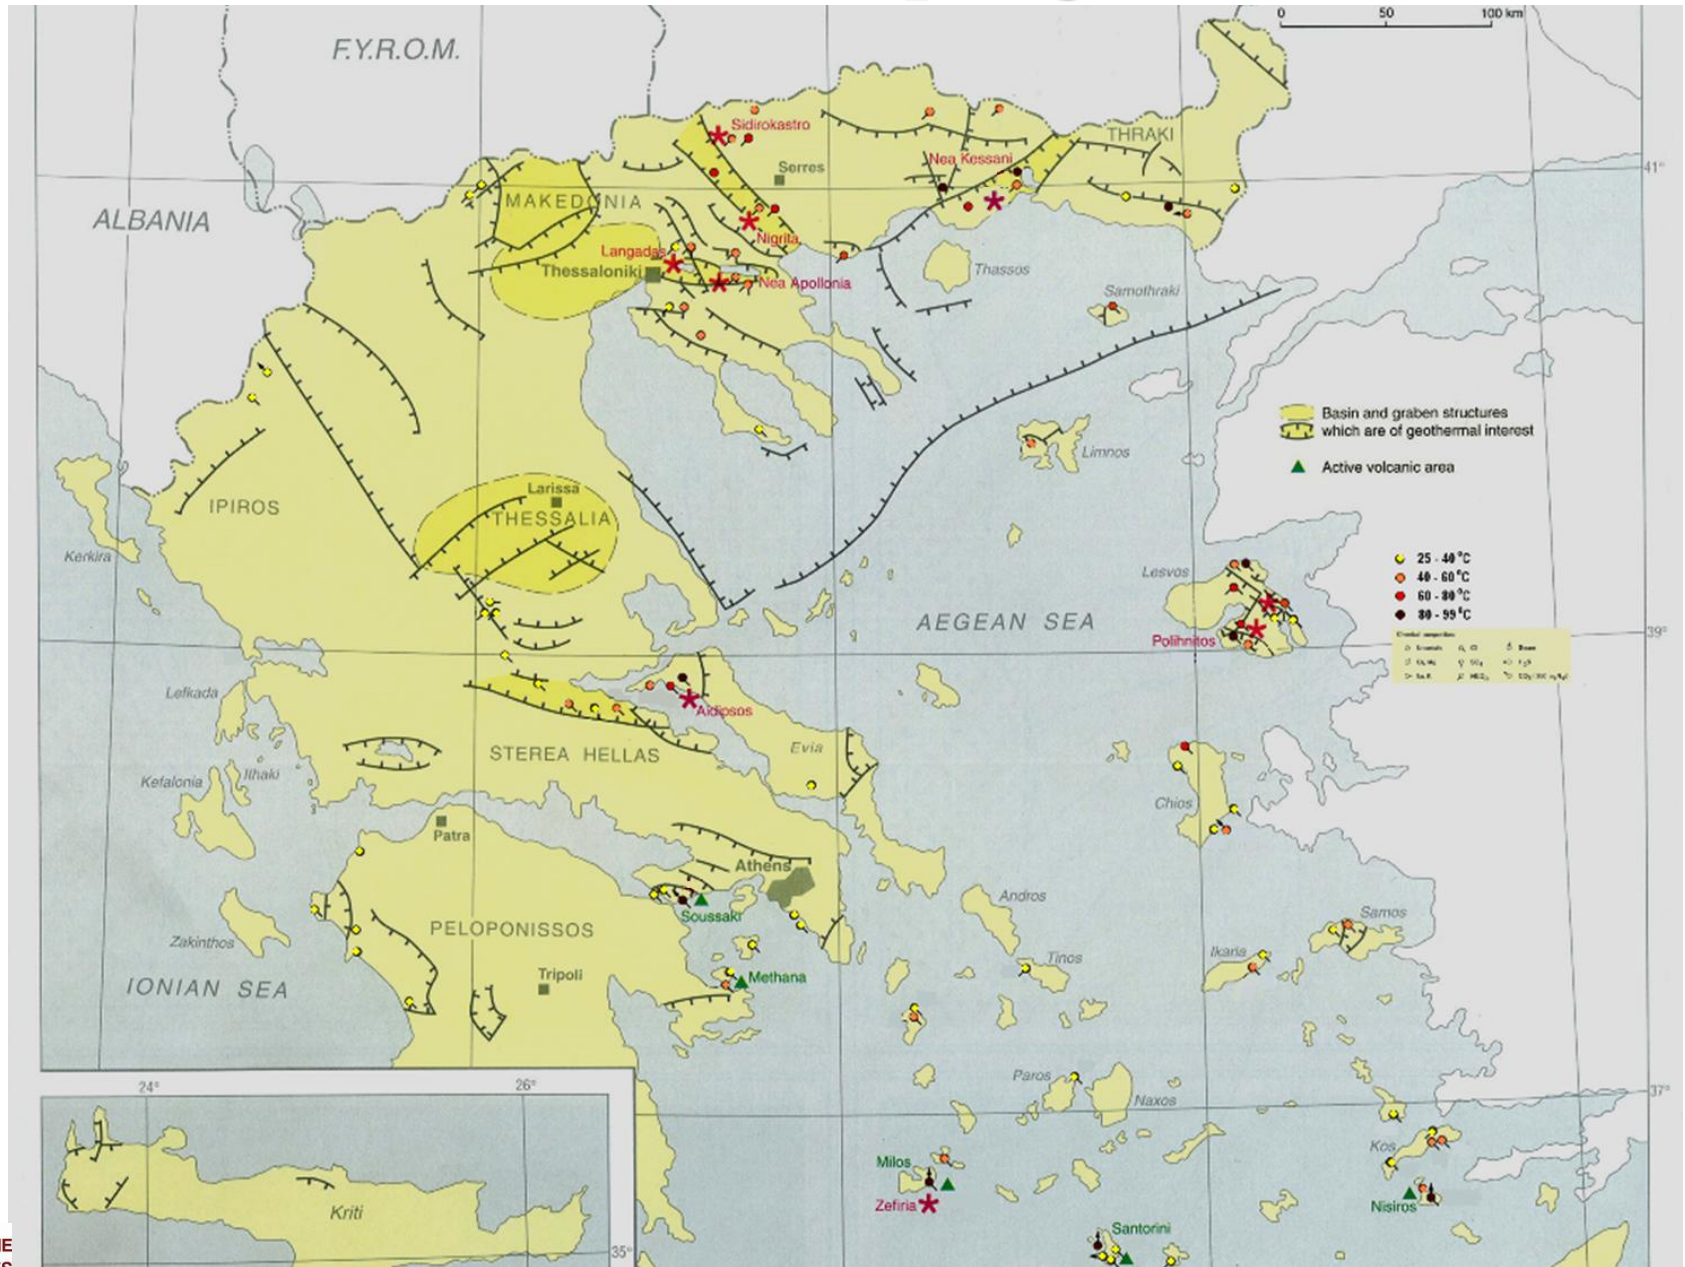 0 50 100 km
F.Y.R.O.M.
Sidirokastro
THRAKI
Nea Kessani
Serres
41°
MAKEDONIA
ALBANIA
Nigrita
Langadas
Thessaloniki
Thassos
Nea Apollonia
Samothraki
Basin and graben structures
which are of geothermal interest
Limnos
Active volcanic area
Larissa
IPIROS
THESSALIA
Kerkira
25 - 40 °C
Lesvos
40 - 60 °C
60 - 80 °C
80 - 99 °C
AEGEAN SEA
39°
Polihnitos
Lefkada
Aidipsos
STEREA HELLAS
Evia
Kefalonia
Ithaki
Chios
Patra
Athens
Andros
Soussaki
Samos
PELOPONISSOS
Zakinthos
Ikaria
Tinos
Tripoli
Methana
IONIAN SEA
Paros
24°
26°
37°
Naxos
Kos
Milos
Zefiria
Nisiros
Kriti
Santorini
35°